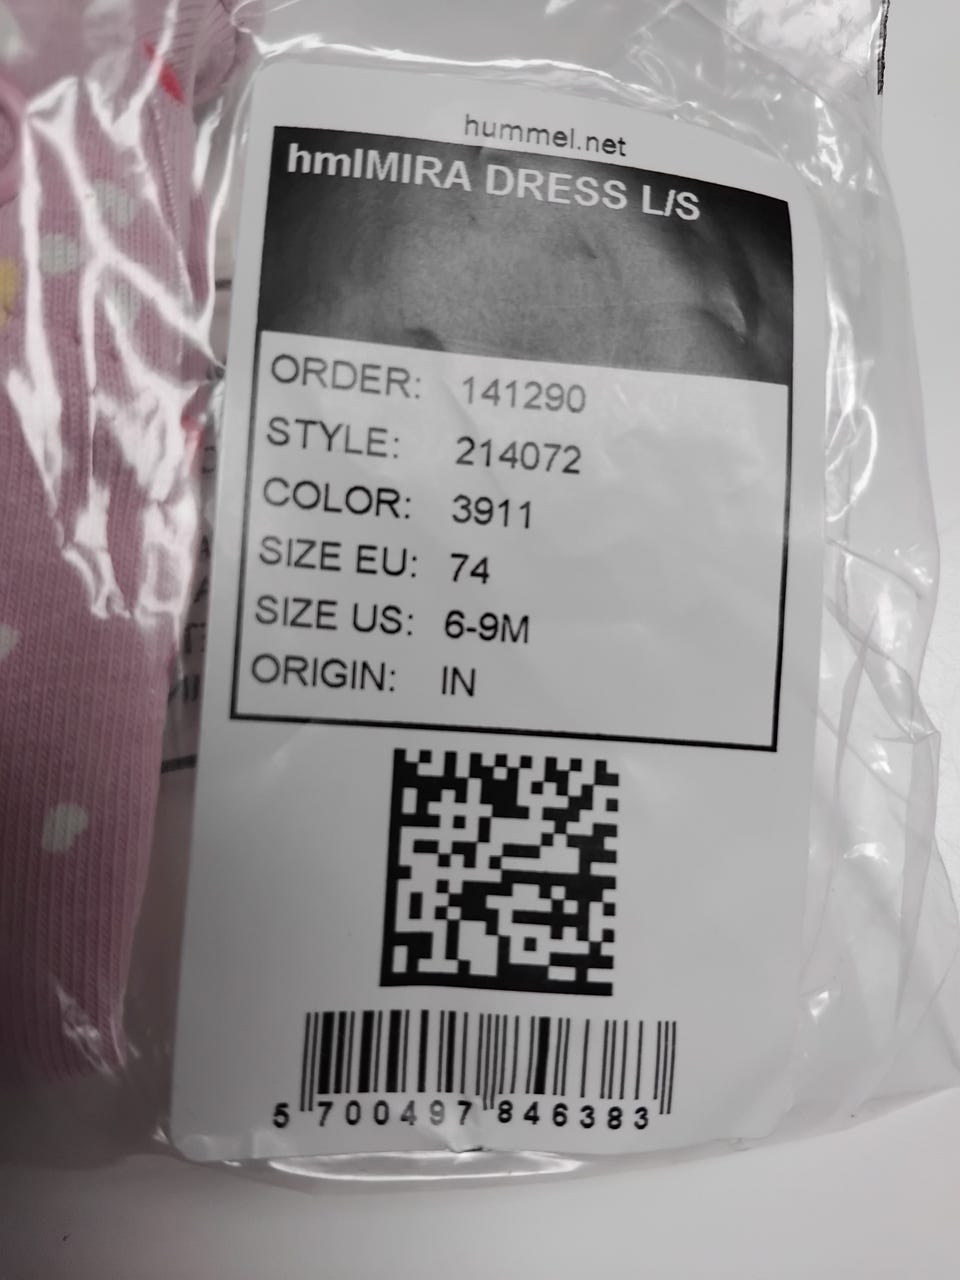 hummel.net
hmlMIRA DRESS L/S
ORDER: 141290
STYLE: 214072
COLOR: 3911
SIZE EU: 74
SIZE US: 6-9M
ORIGIN: IN
5 700497 846383